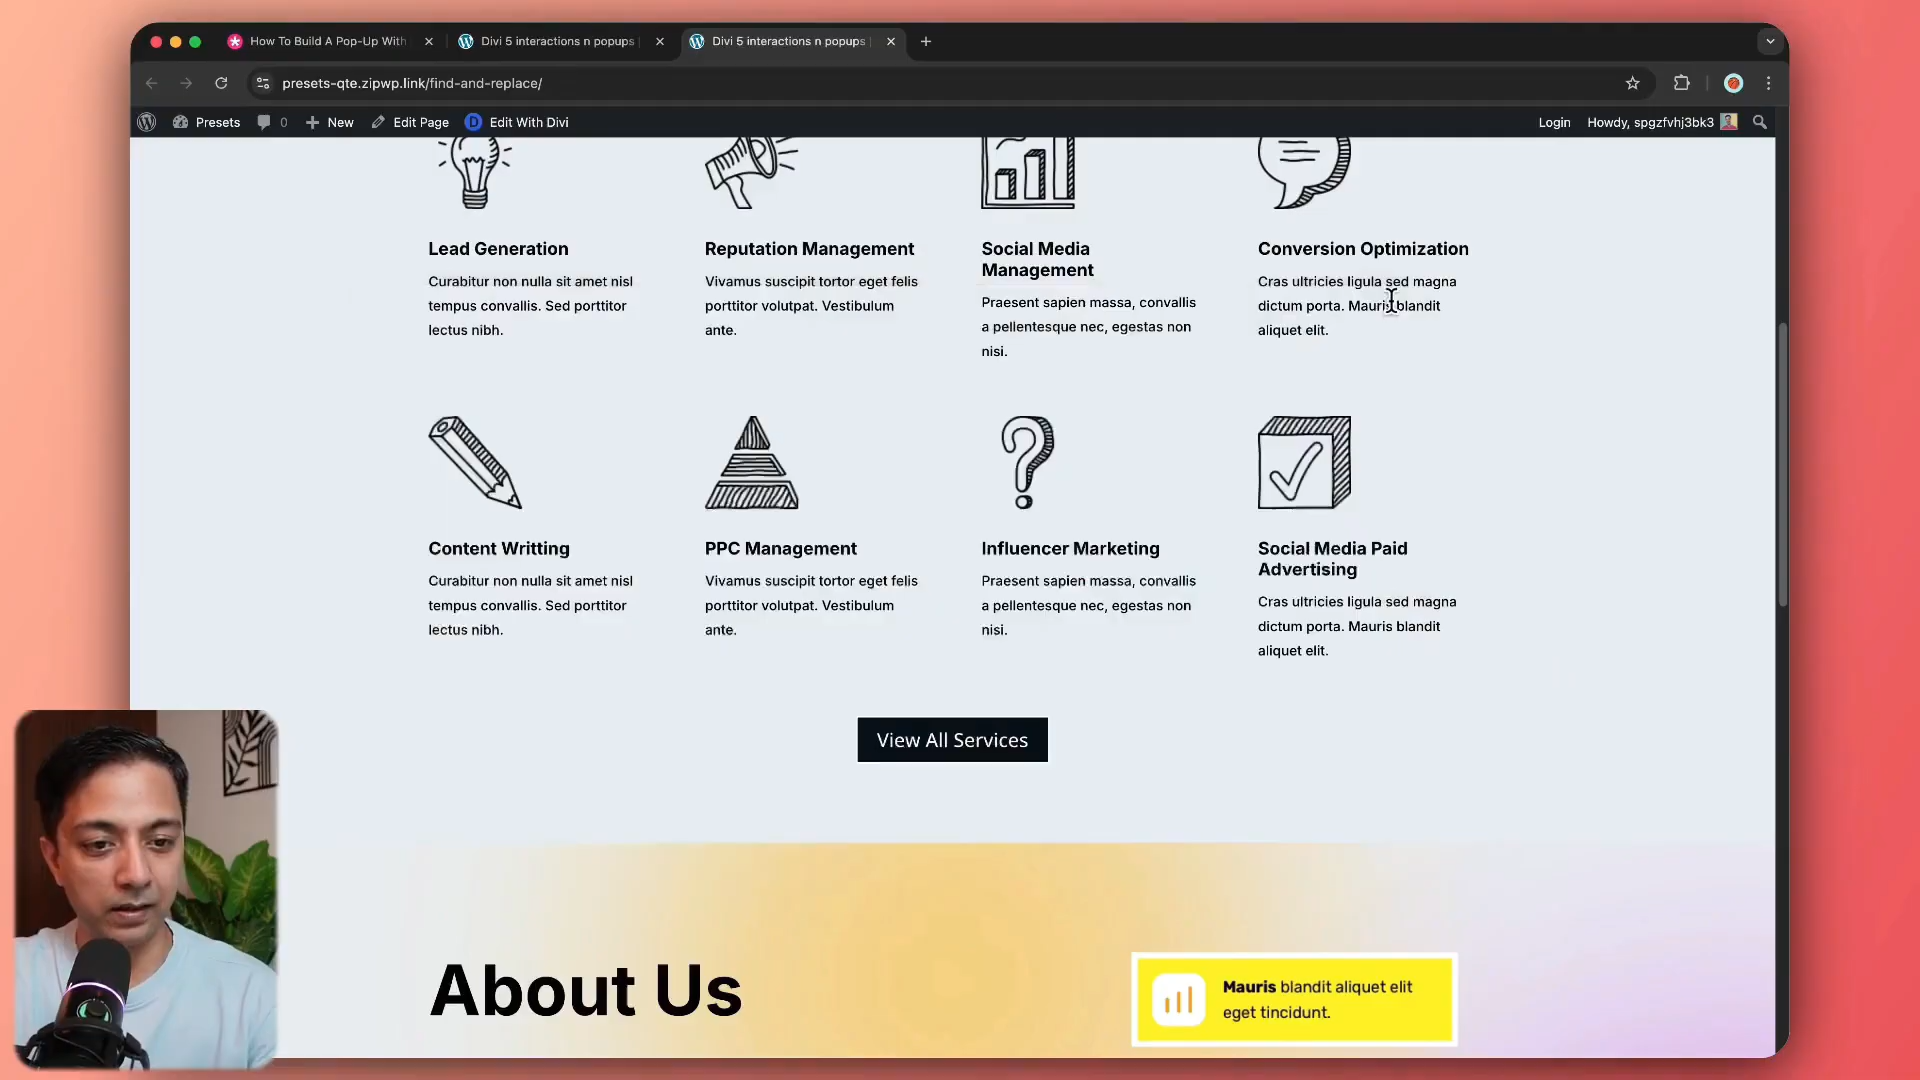 How To Build A Pop-Up With
Divi 5 interactions n popups
Divi 5 interactions n popups
presets-qte.zipwp.link/find-and-replace/
Presets
0
New
Edit Page
Edit With Divi
Login
Howdy, spgzfvhj3bk3
Lead Generation
Curabitur non nulla sit amet nisl
tempus convallis. Sed porttitor
lectus nibh.
Reputation Management
Vivamus suscipit tortor eget felis
porttitor volutpat. Vestibulum
ante.
Social Media
Management
Praesent sapien massa, convallis
a pellentesque nec, egestas non
nisi.
Conversion Optimization
Cras ultricies ligula sed magna
dictum porta. Mauris blandit
aliquet elit.
Content Writting
Curabitur non nulla sit amet nisl
tempus convallis. Sed porttitor
lectus nibh.
PPC Management
Vivamus suscipit tortor eget felis
porttitor volutpat. Vestibulum
ante.
Influencer Marketing
Praesent sapien massa, convallis
a pellentesque nec, egestas non
nisi.
Social Media Paid
Advertising
Cras ultricies ligula sed magna
dictum porta. Mauris blandit
aliquet elit.
View All Services
About Us
Mauris blandit aliquet elit
eget tincidunt.